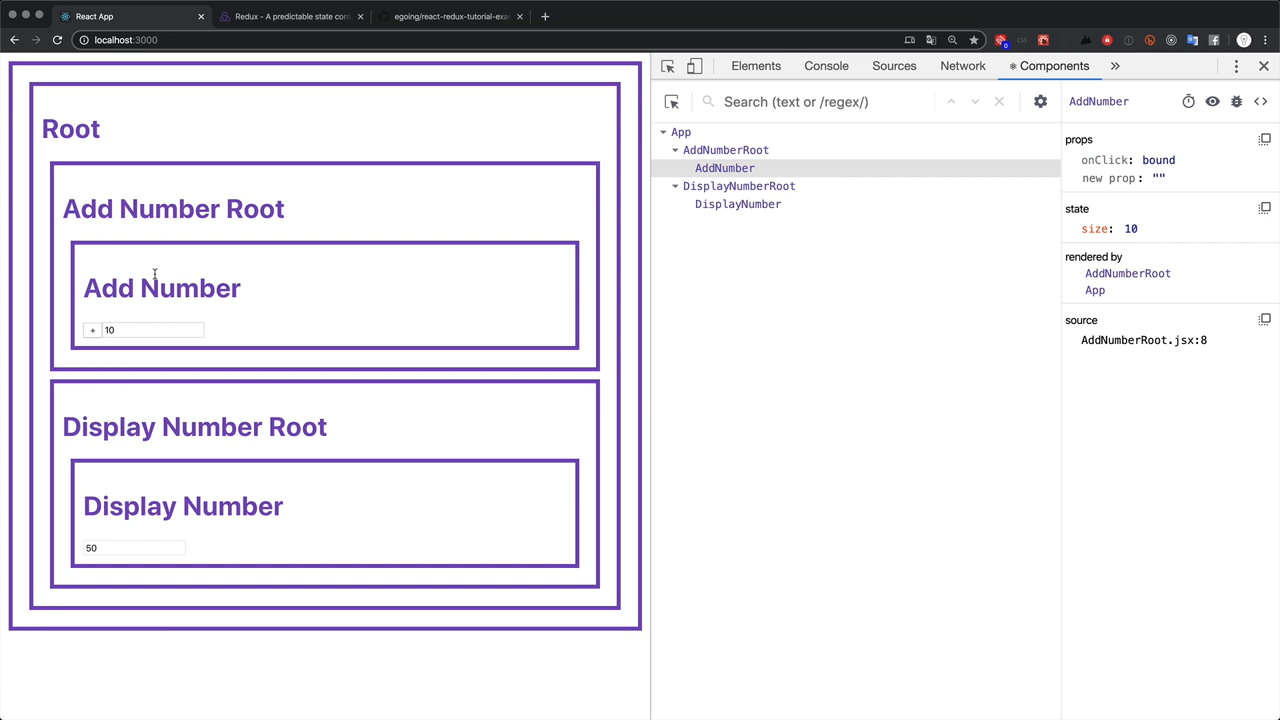 React App
Redux - A predictable state cont
egoing/react-redux-tutorial-exa
localhost:3000
Root
Add Number Root
Add Number
+ 10
Display Number Root
Display Number
50
Elements Console Sources Network Components
Search (text or /regex/)
App
AddNumberRoot
AddNumber
DisplayNumberRoot
DisplayNumber
AddNumber
props
onClick: bound
new prop: ""
state
size: 10
rendered by
AddNumberRoot
App
source
AddNumberRoot.jsx:8